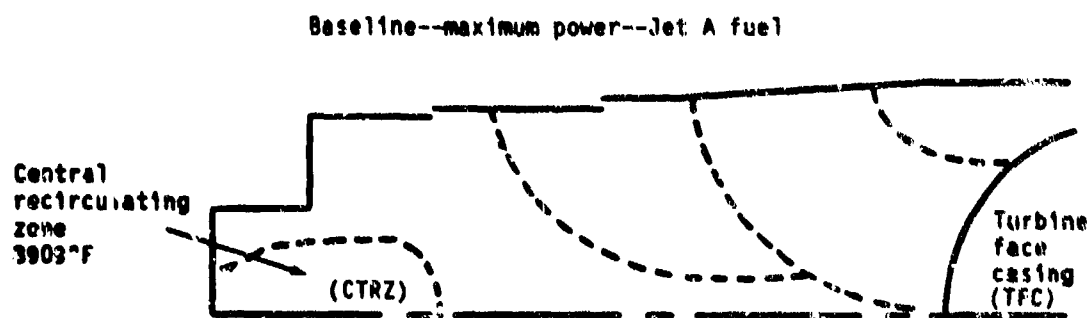 Baseline--maximum power--Jet A fuel
Central
recirculating
zone
3903°F
(CTRZ)
Turbine
face
casing
(TFC)